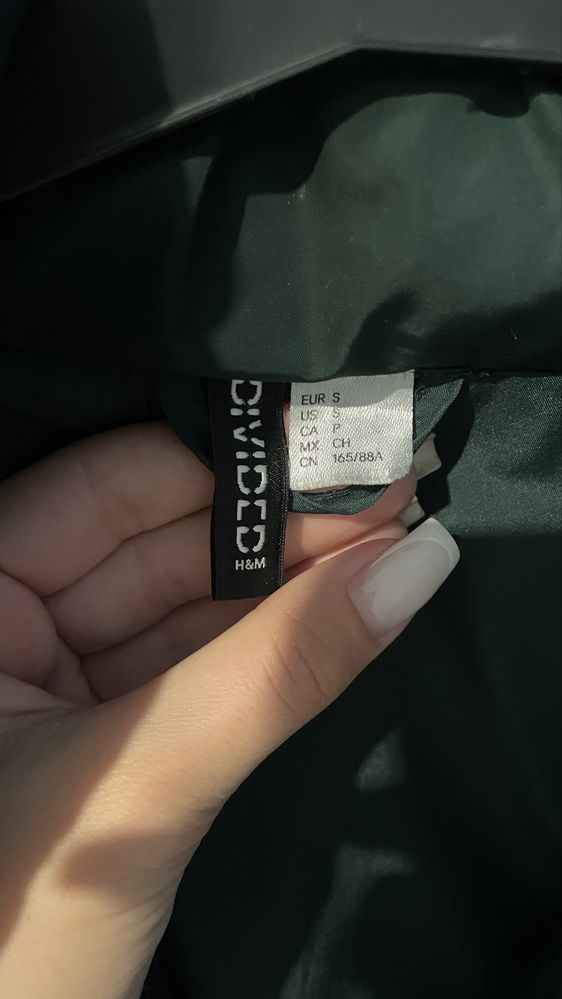 DIVIDED
H&M
EUR S
US S
CA P
MX CH
CN 165/88A